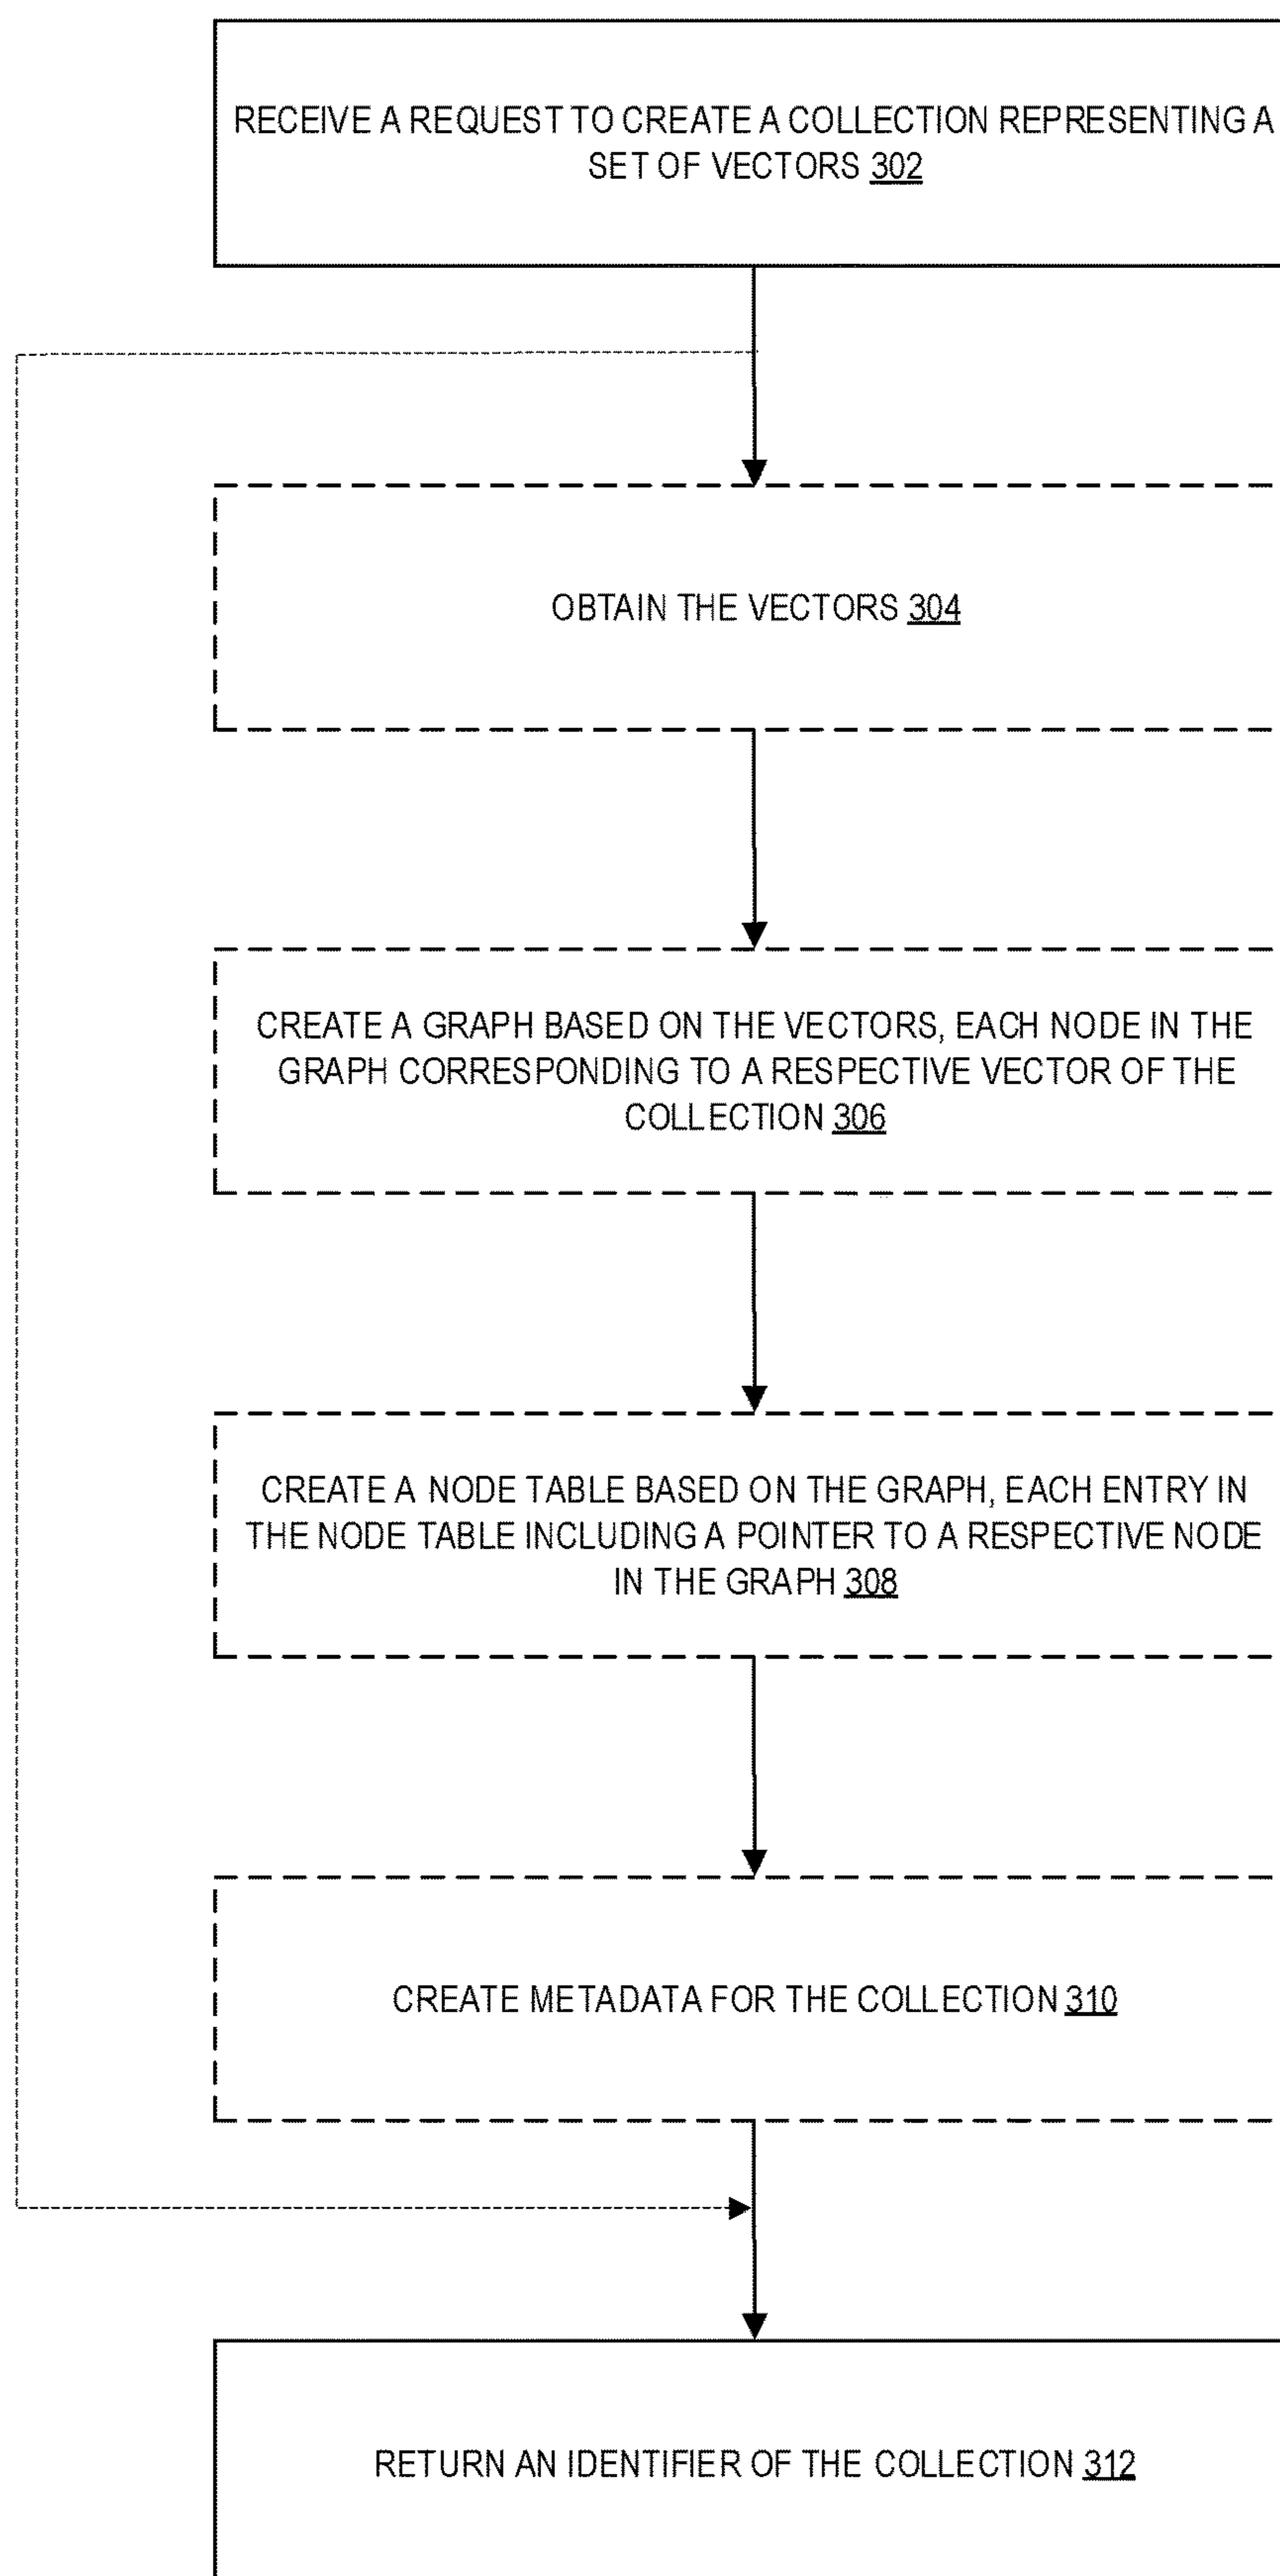 RECEIVE A REQUEST TO CREATE A COLLECTION REPRESENTING A
SET OF VECTORS 302
OBTAIN THE VECTORS 304
CREATE A GRAPH BASED ON THE VECTORS, EACH NODE IN THE
GRAPH CORRESPONDING TO A RESPECTIVE VECTOR OF THE
COLLECTION 306
CREATE A NODE TABLE BASED ON THE GRAPH, EACH ENTRY IN
THE NODE TABLE INCLUDING A POINTER TO A RESPECTIVE NODE
IN THE GRAPH 308
CREATE METADATA FOR THE COLLECTION 310
RETURN AN IDENTIFIER OF THE COLLECTION 312